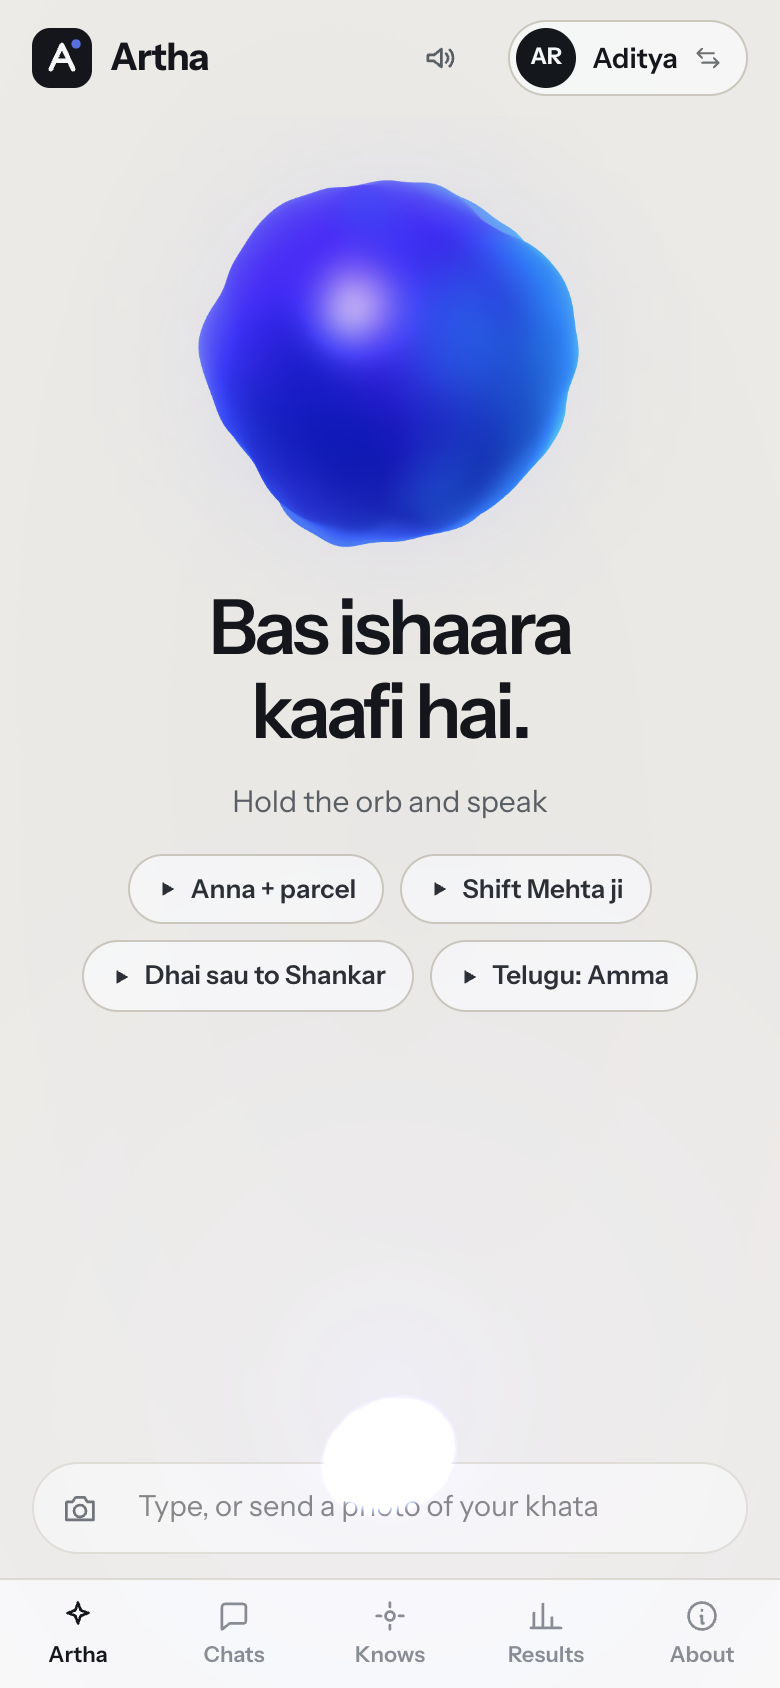 Artha
AR Aditya
Bas ishaara
kaafi hai.
Hold the orb and speak
Anna + parcel
Shift Mehta ji
Dhai sau to Shankar
Telugu: Amma
Type, or send a photo of your khata
Artha
Chats
Knows
Results
About